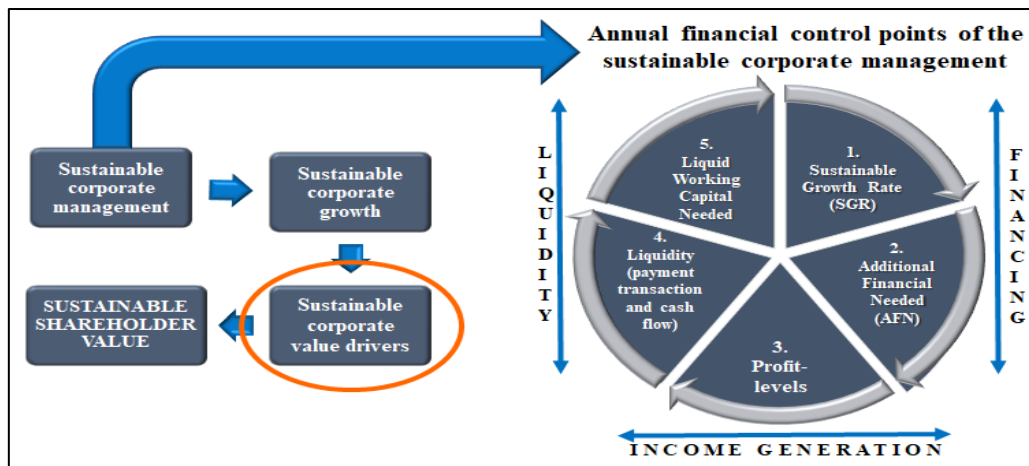 Annual financial control points of the
sustainable corporate management
Sustainable
corporate
management
Sustainable
corporate
growth
Sustainable
corporate
value drivers
SUSTAINABLE
SHAREHOLDER
VALUE
LIQUIDITY
5.
Liquid
Working
Capital
Needed
1.
Sustainable
Growth Rate
(SGR)
4.
Liquidity
(payment
transaction
and cash
flow)
2.
Additional
Financial
Needed
(AFN)
3.
Profit-
levels
FINANCING
INCOME GENERATION